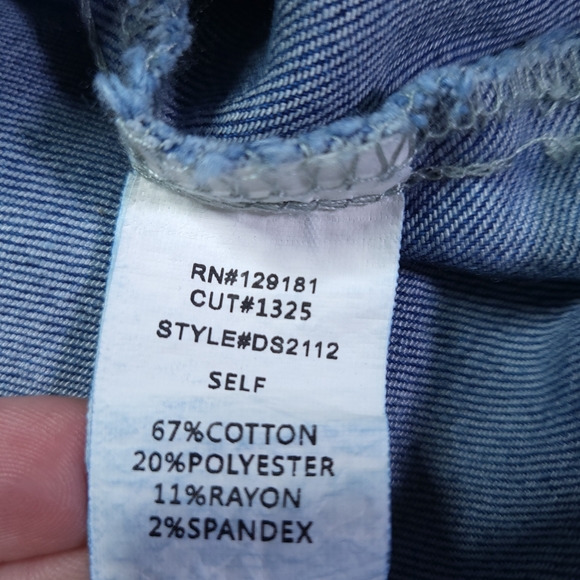 RN#129181
CUT#1325
STYLE#DS2112
SELF
67%COTTON
20%POLYESTER
11%RAYON
2%SPANDEX